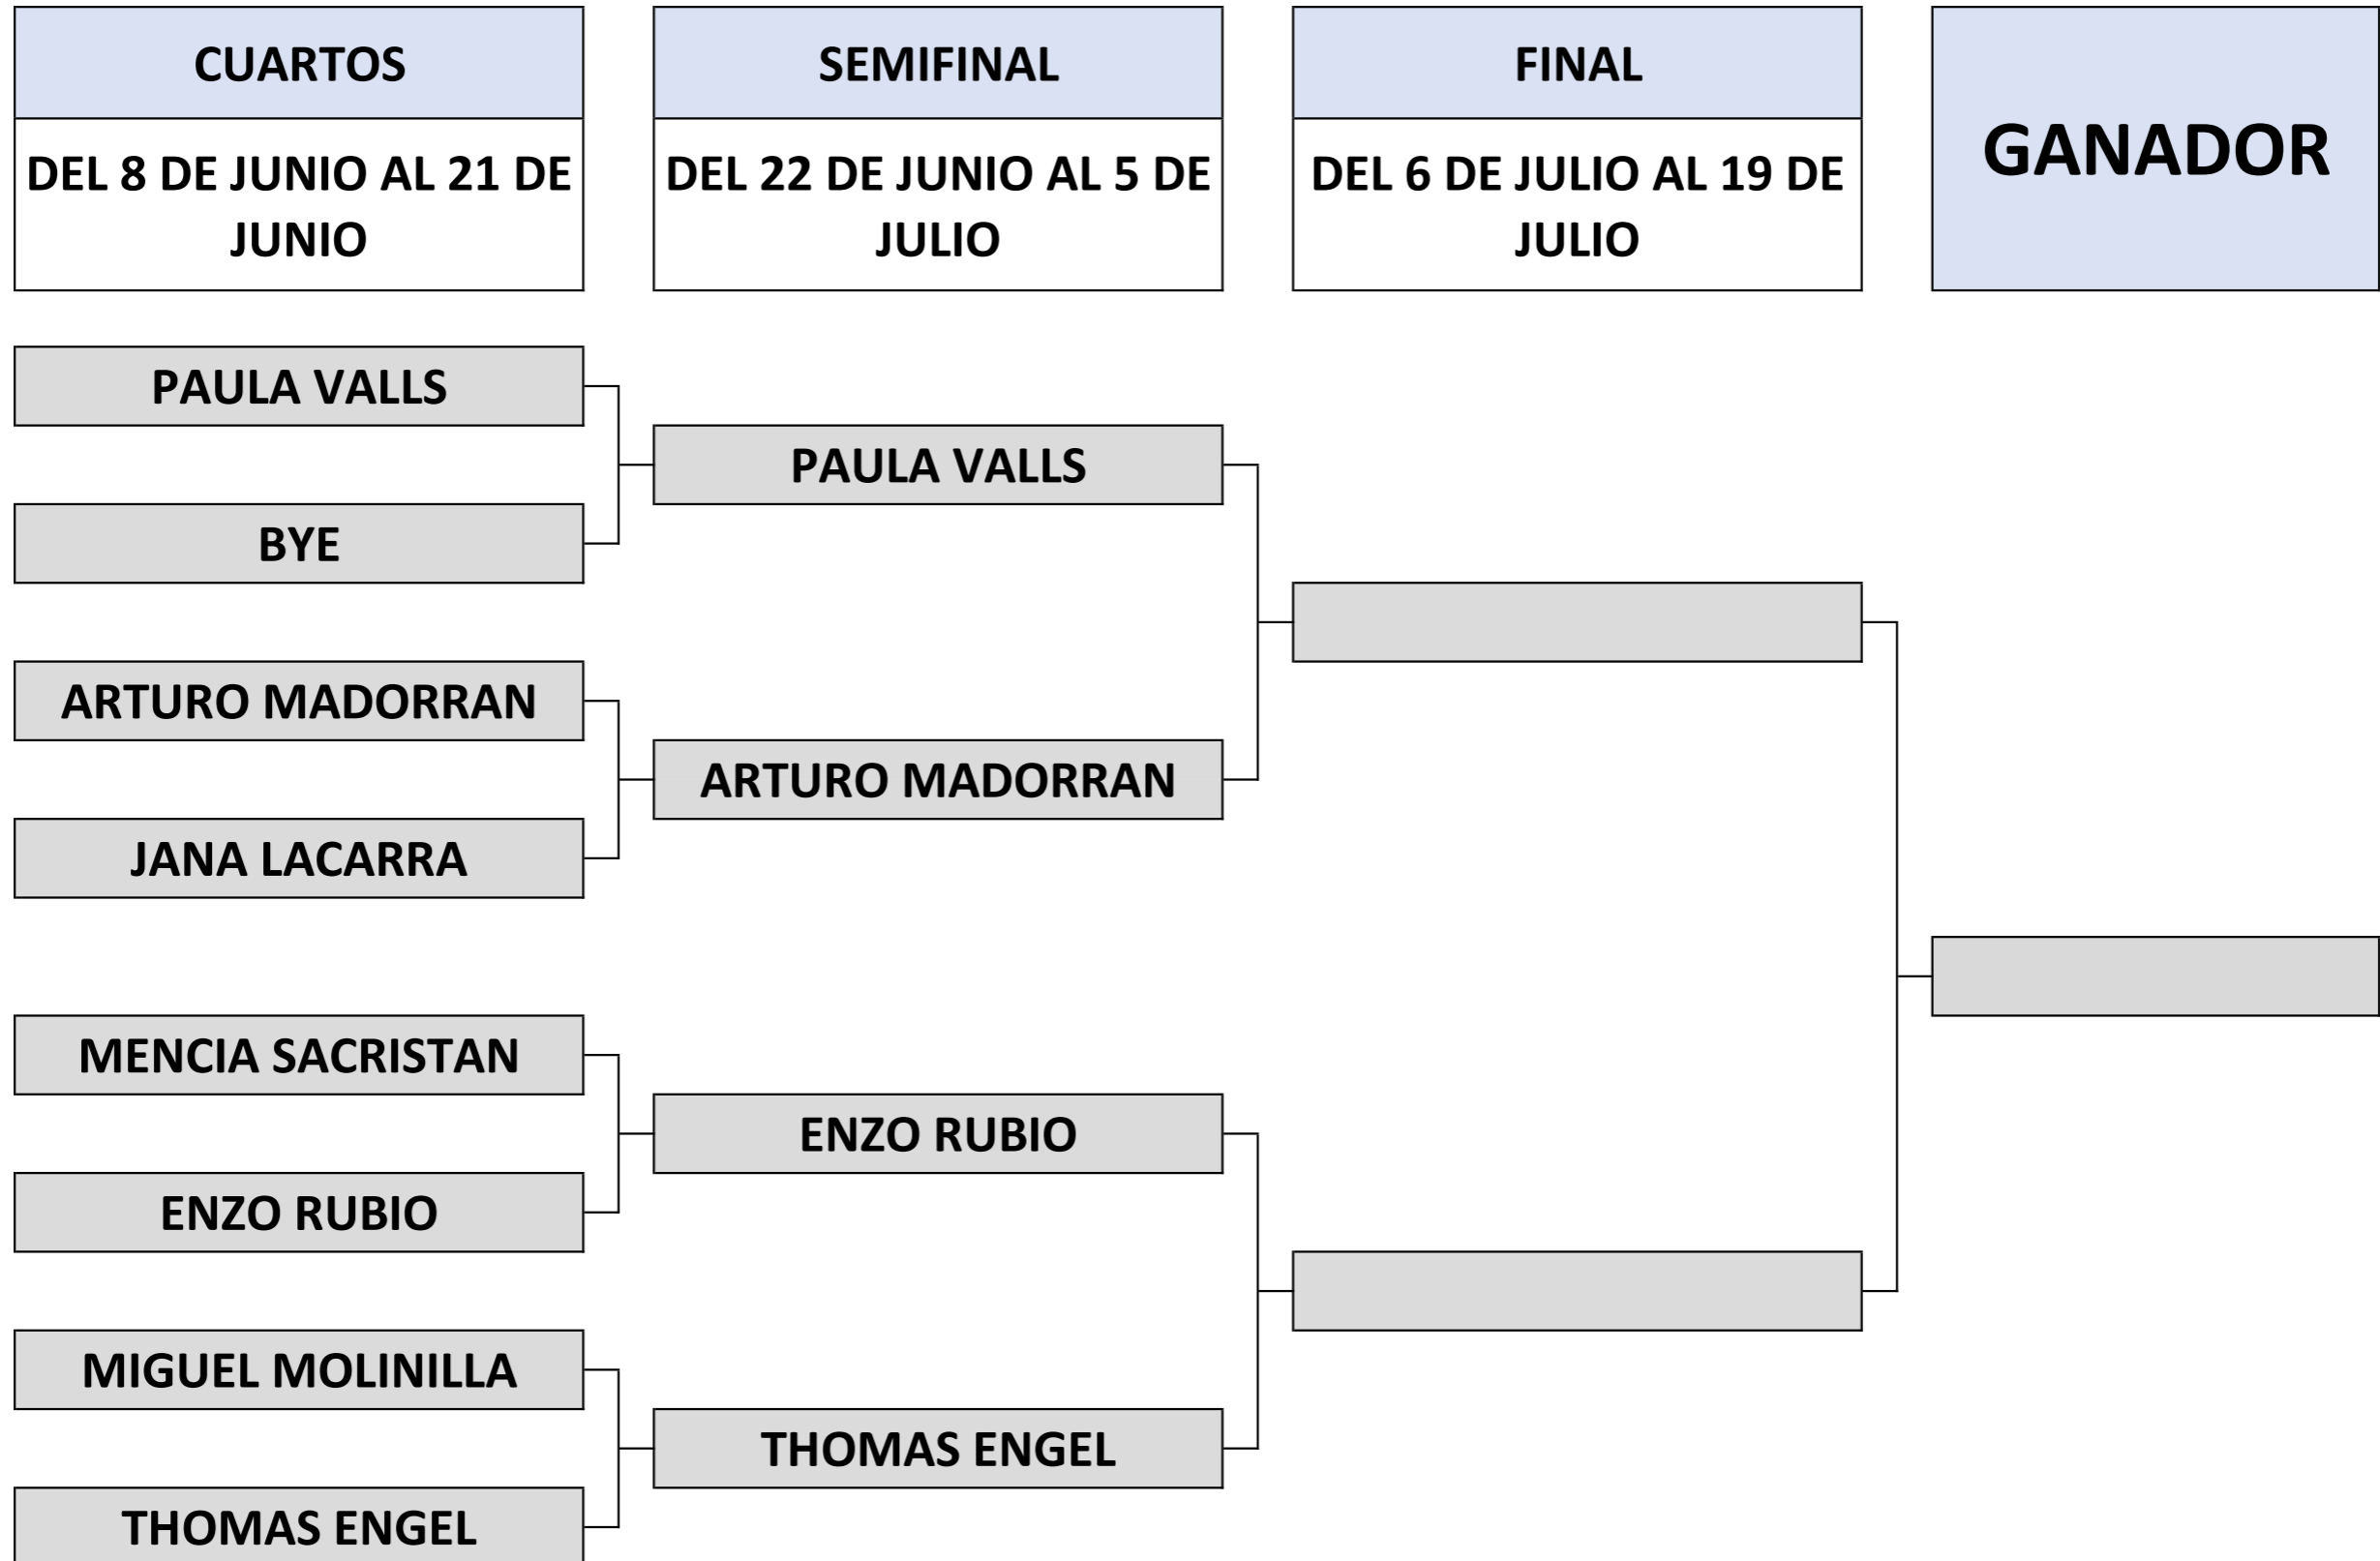 CUARTOS
DEL 8 DE JUNIO AL 21 DE
JUNIO
SEMIFINAL
DEL 22 DE JUNIO AL 5 DE
JULIO
FINAL
DEL 6 DE JULIO AL 19 DE
JULIO
GANADOR
PAULA VALLS
BYE
ARTURO MADORRAN
JANA LACARRA
MENCIA SACRISTAN
ENZO RUBIO
MIGUEL MOLINILLA
THOMAS ENGEL
PAULA VALLS
ARTURO MADORRAN
ENZO RUBIO
THOMAS ENGEL